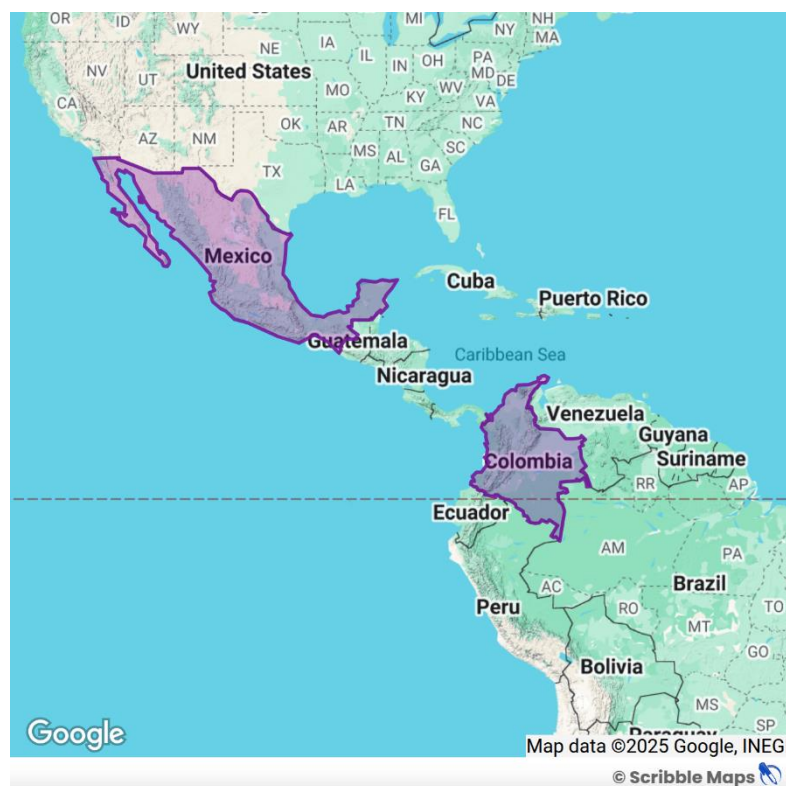 OR
ID
WY
MI
NH
NY
MA
NE
IA
IL
IN
OH
PA
United States
MD
DE
NV
UT
MO
WV
KY
VA
CA
OK
AR
TN
NC
AZ
NM
SC
MS
AL
GA
TX
LA
FL
Mexico
Cuba
Puerto Rico
Guatemala
Caribbean Sea
Nicaragua
Venezuela
Guyana
Colombia
Suriname
RR
AP
Ecuador
AM
PA
AC
Brazil
Peru
RO
TO
MT
GO
Bolivia
MS
SP
Paraguay
Google
Map data ©2025 Google, INEG
© Scribble Maps